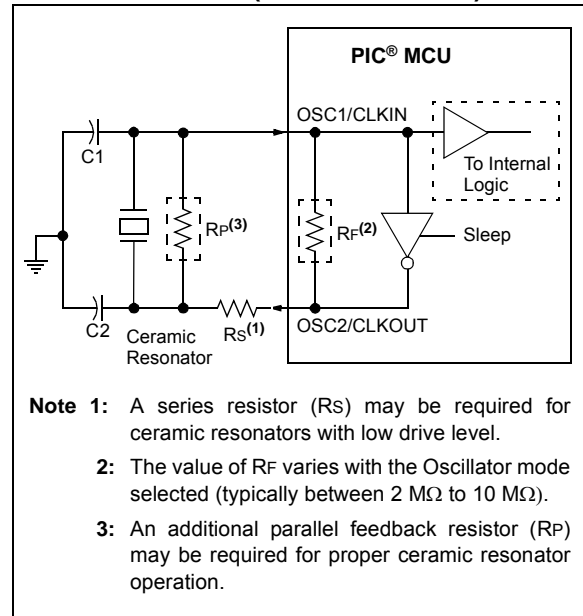 PIC® MCU
OSC1/CLKIN
C1
To Internal
Logic
RP(3)
RF(2)
Sleep
C2
Ceramic
Resonator
RS(1)
OSC2/CLKOUT
Note 1: A series resistor (RS) may be required for
ceramic resonators with low drive level.
2: The value of RF varies with the Oscillator mode
selected (typically between 2 MΩ to 10 MΩ).
3: An additional parallel feedback resistor (RP)
may be required for proper ceramic resonator
operation.